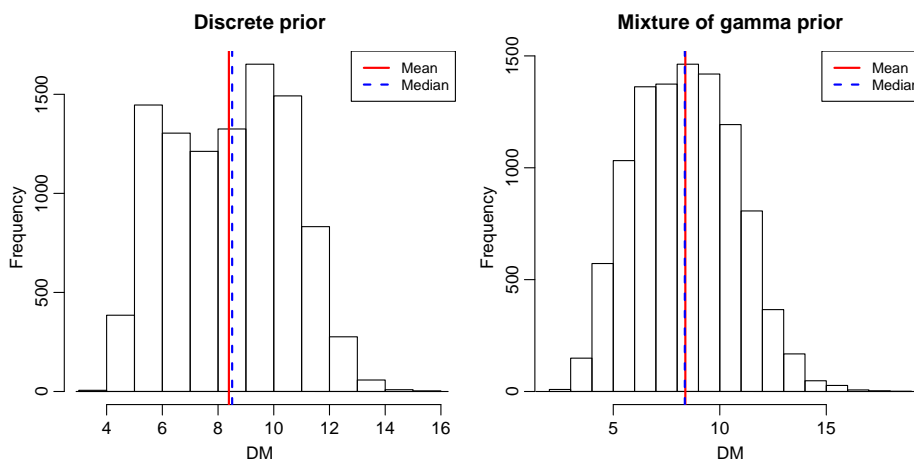 Discrete prior
Mean
Median
Frequency
0
500
1000
1500
4 6 8 10 12 14 16
DM
Mixture of gamma prior
Mean
Median
Frequency
0
500
1000
1500
5 10 15
DM